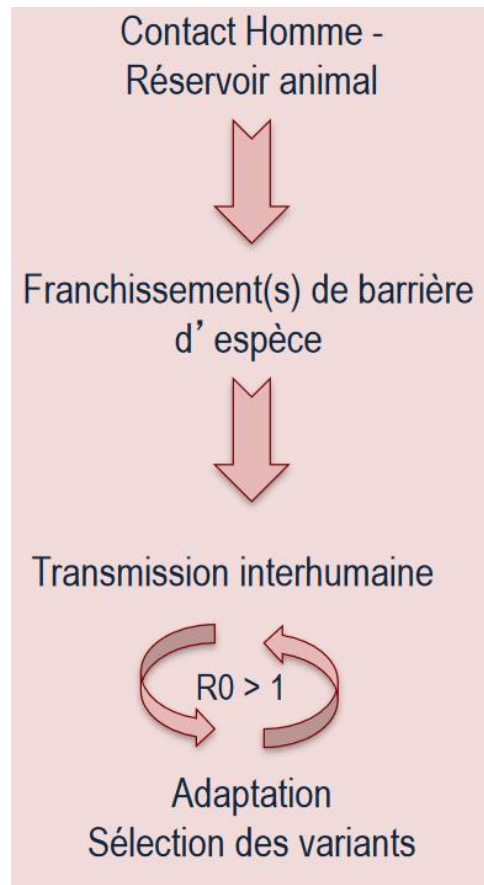 Contact Homme -
Réservoir animal
Franchissement(s) de barrière
d’ espèce
Transmission interhumaine
R0 > 1
Adaptation
Sélection des variants